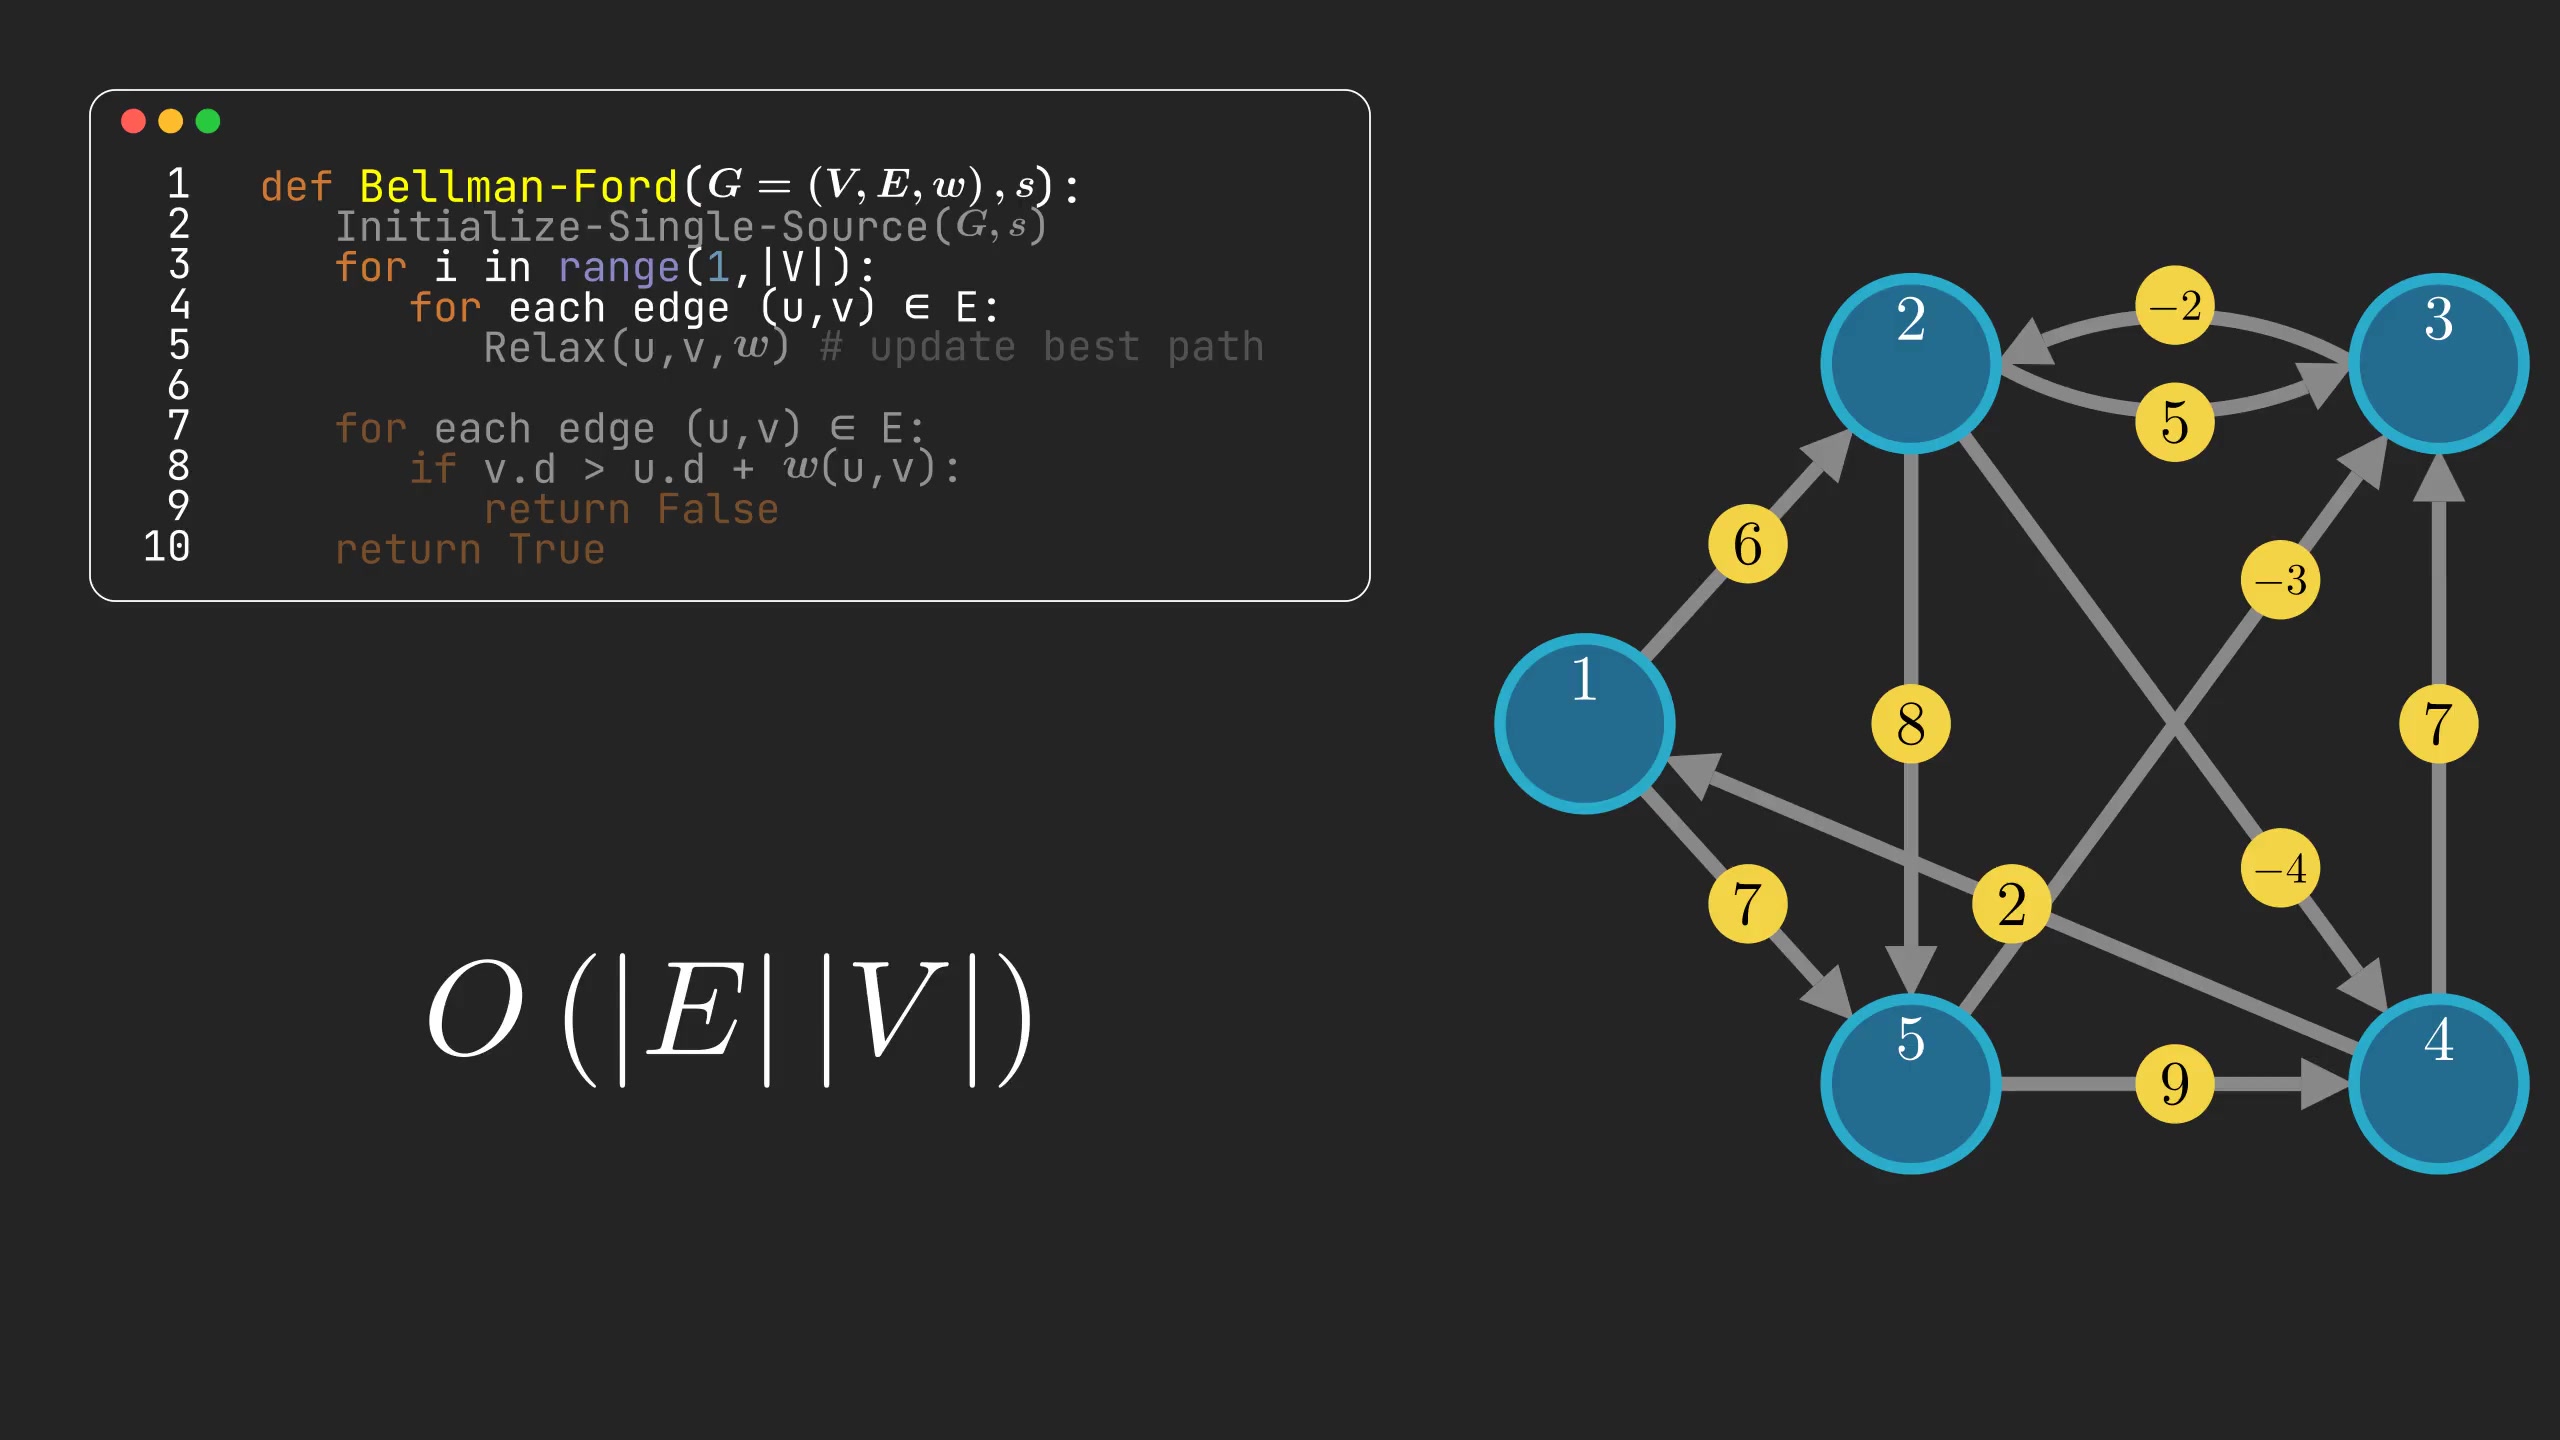 1 def Bellman-Ford(G = (V, E, w), s):
2 Initialize-Single-Source(G, s)
3 for i in range(1,|V|):
4 for each edge (u,v) ∈ E:
5 Relax(u,v,w) # update best path
6
7 for each edge (u,v) ∈ E:
8 if v.d > u.d + w(u,v):
9 return False
10 return True
O (|E| |V|)
−2
2
3
5
6
−3
1
8
7
−4
7
2
5
4
9